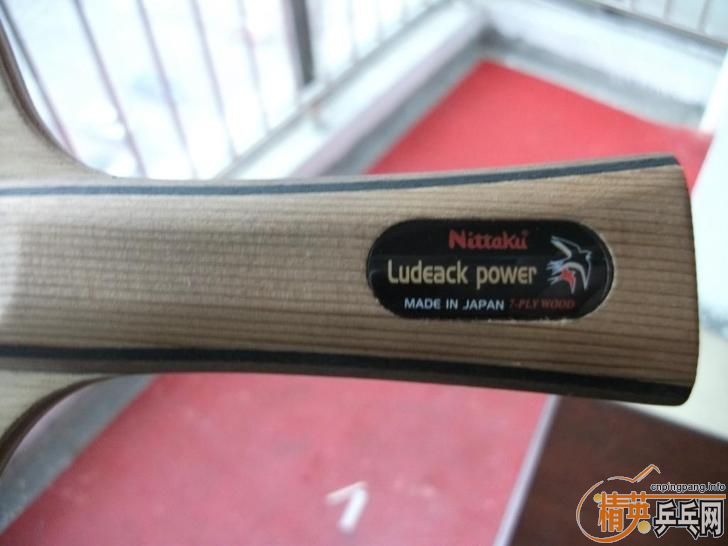 Nittaku®
Ludeack power
MADE IN JAPAN 7-PLY WOOD
cnpingpang.info
精英乒乓网